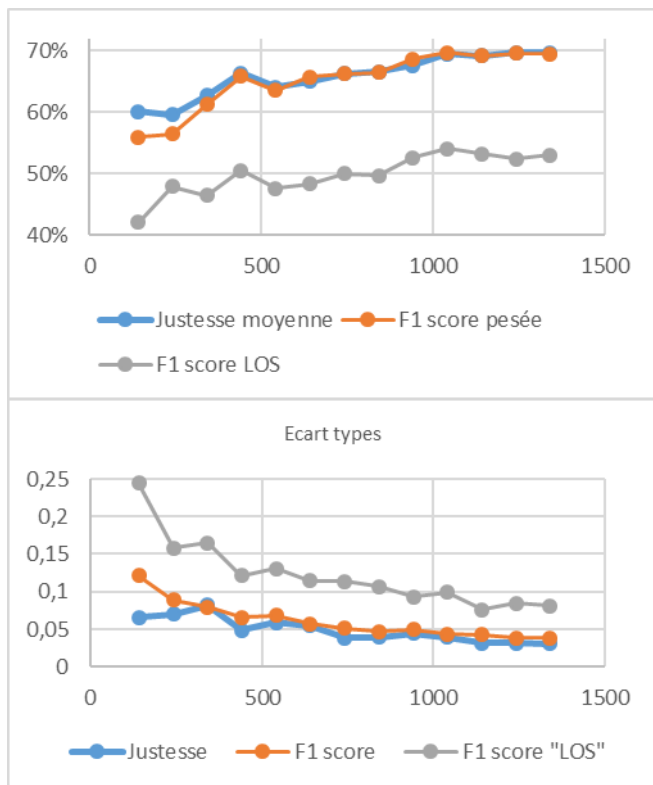 70%
60%
50%
40%
0 500 1000 1500
Justesse moyenne F1 score pesée
F1 score LOS
Ecart types
0,25
0,2
0,15
0,1
0,05
0
0 500 1000 1500
Justesse F1 score F1 score "LOS"